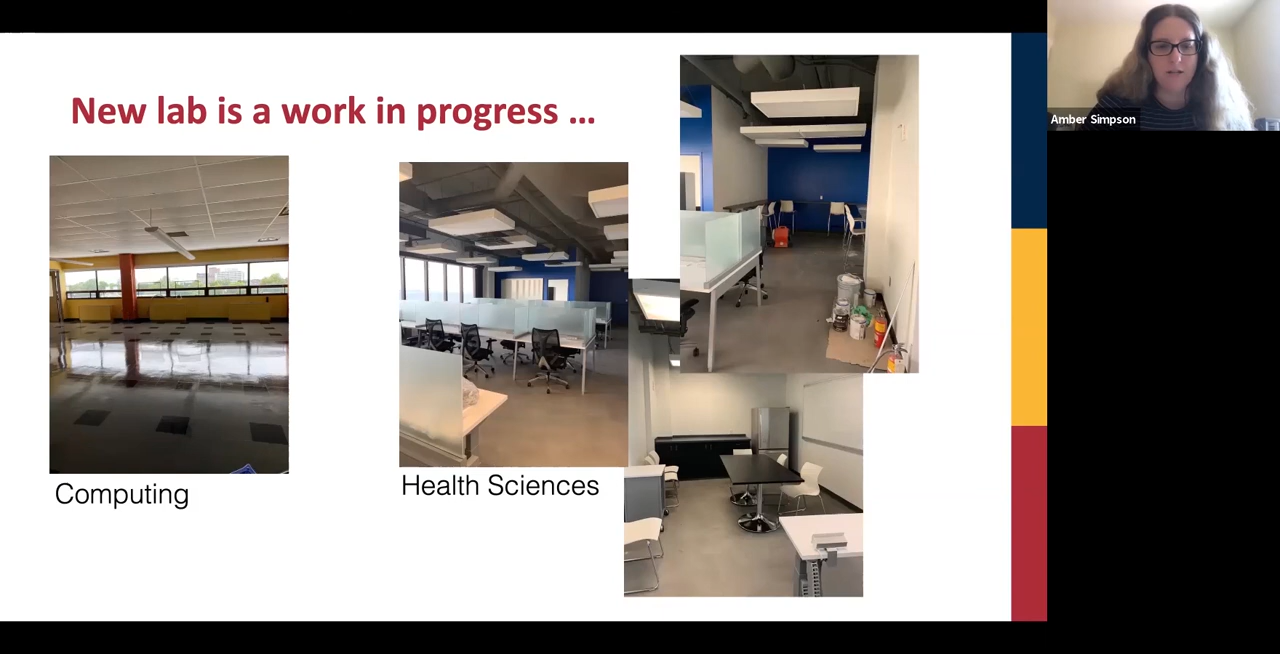 New lab is a work in progress ...
Amber Simpson
Computing
Health Sciences